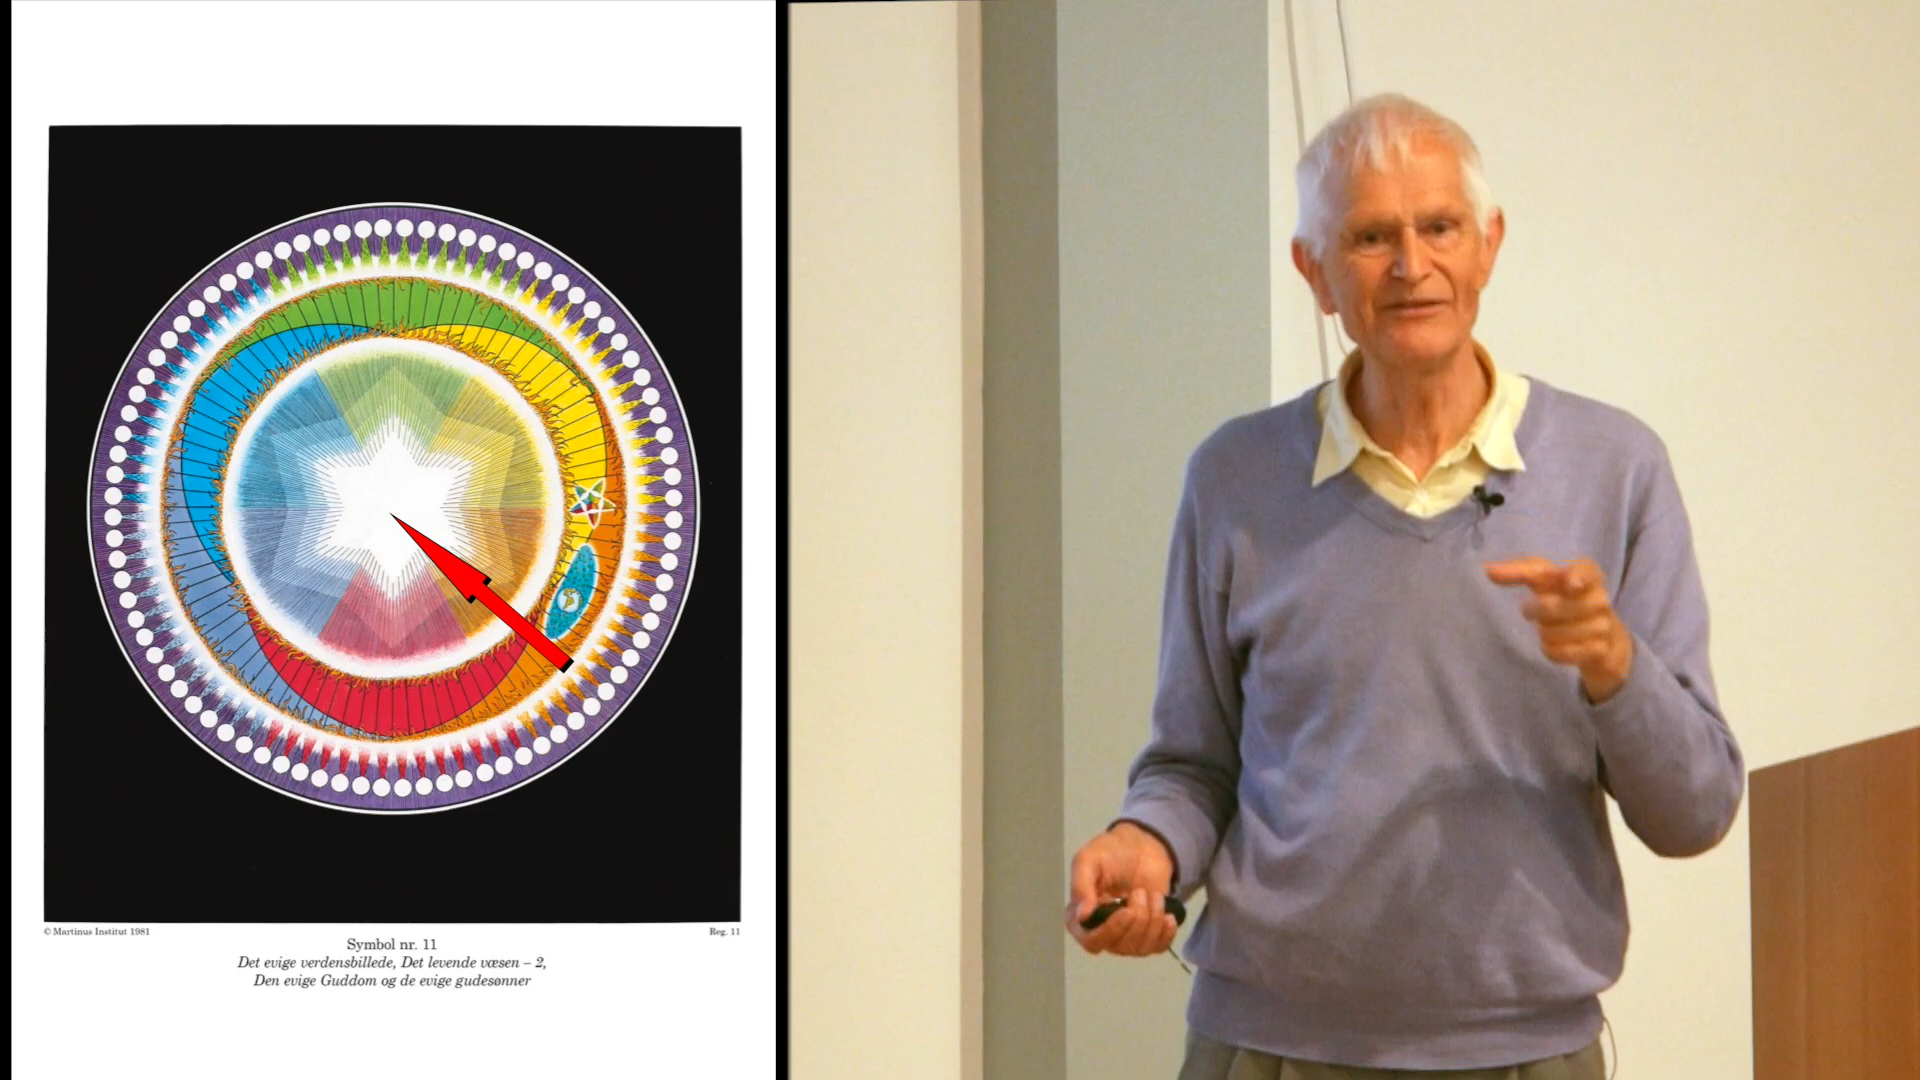 © Martinus Institut 1981
Reg. 11
Symbol nr. 11
Det evige verdensbillede, Det levende væsen – 2,
Den evige Guddom og de evige gudesønner